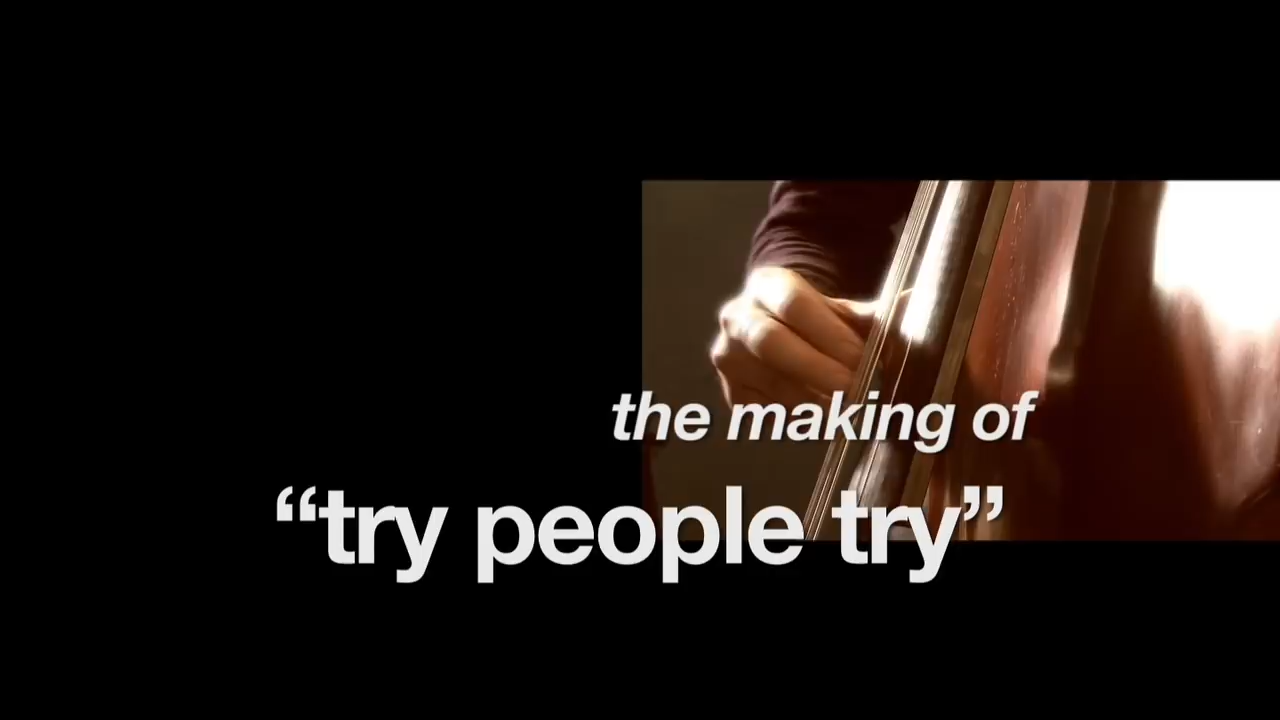 the making of
“try people try”